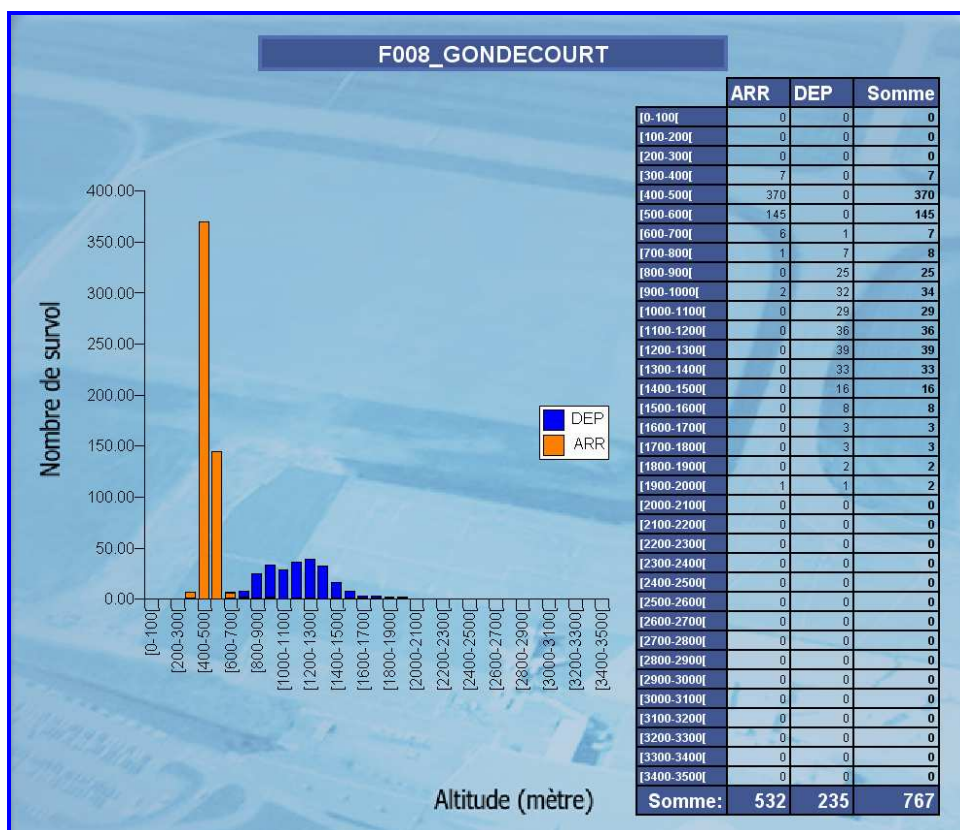 F008_GONDECOURT
ARR DEP Somme
[0-100[ 0 0 0
[100-200[ 0 0 0
[200-300[ 0 0 0
[300-400[ 7 0 7
[400-500[ 370 0 370
[500-600[ 145 0 145
[600-700[ 6 1 7
[700-800[ 1 7 8
[800-900[ 0 25 25
[900-1000[ 2 32 34
[1000-1100[ 0 29 29
[1100-1200[ 0 36 36
[1200-1300[ 0 39 39
[1300-1400[ 0 33 33
[1400-1500[ 0 16 16
[1500-1600[ 0 8 8
[1600-1700[ 0 3 3
[1700-1800[ 0 3 3
[1800-1900[ 0 2 2
[1900-2000[ 1 1 2
[2000-2100[ 0 0 0
[2100-2200[ 0 0 0
[2200-2300[ 0 0 0
[2300-2400[ 0 0 0
[2400-2500[ 0 0 0
[2500-2600[ 0 0 0
[2600-2700[ 0 0 0
[2700-2800[ 0 0 0
[2800-2900[ 0 0 0
[2900-3000[ 0 0 0
[3000-3100[ 0 0 0
[3100-3200[ 0 0 0
[3200-3300[ 0 0 0
[3300-3400[ 0 0 0
[3400-3500[ 0 0 0
Somme: 532 235 767
Nombre de survol
400.00
350.00
300.00
250.00
200.00
150.00
100.00
50.00
0.00
DEP
ARR
[0-100[
[200-300[
[400-500[
[600-700[
[800-900[
[1000-1100[
[1200-1300[
[1400-1500[
[1600-1700[
[1800-1900[
[2000-2100[
[2200-2300[
[2400-2500[
[2600-2700[
[2800-2900[
[3000-3100[
[3200-3300[
[3400-3500[
Altitude (mètre)